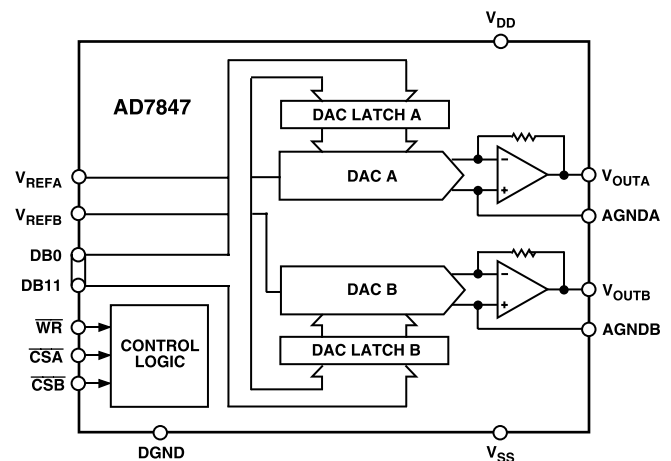 VDD
AD7847
DAC LATCH A
DAC A
VREFA
VREFB
DB0
DB11
WR
CSA
CSB
CONTROL
LOGIC
−
+
VOUTA
AGNDA
DAC B
DAC LATCH B
−
+
VOUTB
AGNDB
DGND
VSS